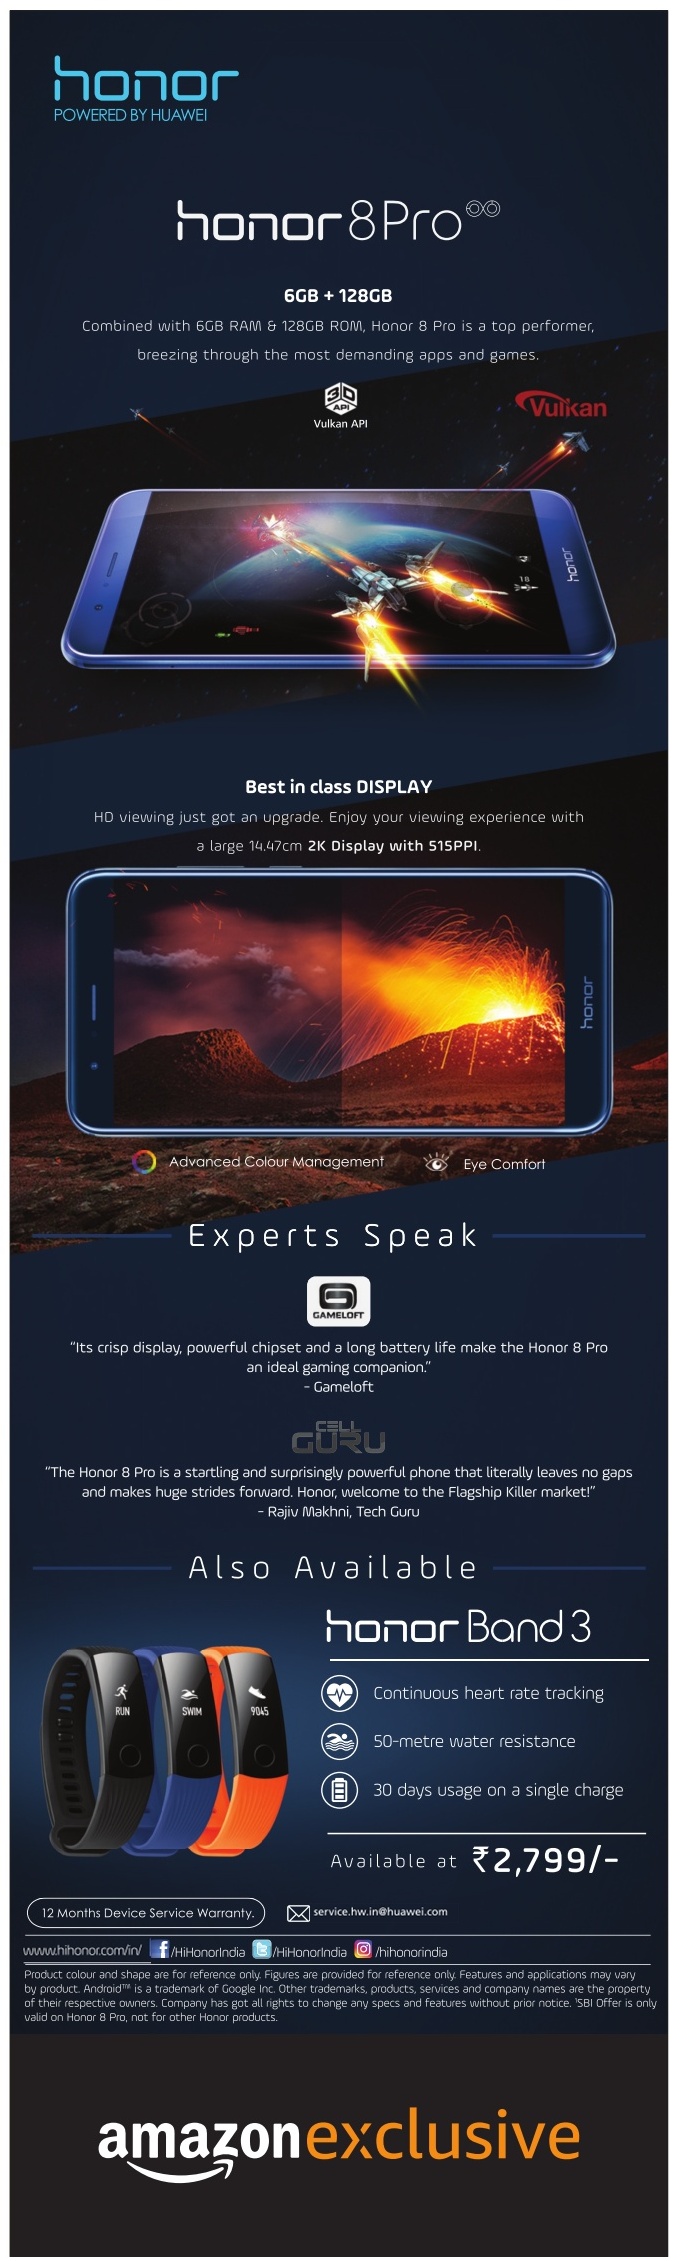 honor
POWERED BY HUAWEI
honor 8 Pro
6GB + 128GB
Combined with 6GB RAM & 128GB ROM, Honor 8 Pro is a top performer,
breezing through the most demanding apps and games.
3D
API
Vulkan API
Vulkan
18
honor
Best in class DISPLAY
HD viewing just got an upgrade. Enjoy your viewing experience with
a large 14.47cm 2K Display with 515PPI.
honor
Advanced Colour Management
Eye Comfort
Experts Speak
GAMELOFT
“Its crisp display, powerful chipset and a long battery life make the Honor 8 Pro
an ideal gaming companion.”
- Gameloft
CELL
GURU
“The Honor 8 Pro is a startling and surprisingly powerful phone that literally leaves no gaps
and makes huge strides forward. Honor, welcome to the Flagship Killer market!”
- Rajiv Makhni, Tech Guru
Also Available
honor Band 3
RUN
SWIM
9045
Continuous heart rate tracking
50-metre water resistance
30 days usage on a single charge
Available at ₹2,799/-
12 Months Device Service Warranty.
service.hw.in@huawei.com
www.hihonor.com/in/ /HiHonorIndia /HiHonorIndia /hihonorindia
Product colour and shape are for reference only. Figures are provided for reference only. Features and applications may vary
by product. Android™ is a trademark of Google Inc. Other trademarks, products, services and company names are the property
of their respective owners. Company has got all rights to change any specs and features without prior notice. ¹SBI Offer is only
valid on Honor 8 Pro, not for other Honor products.
amazonexclusive